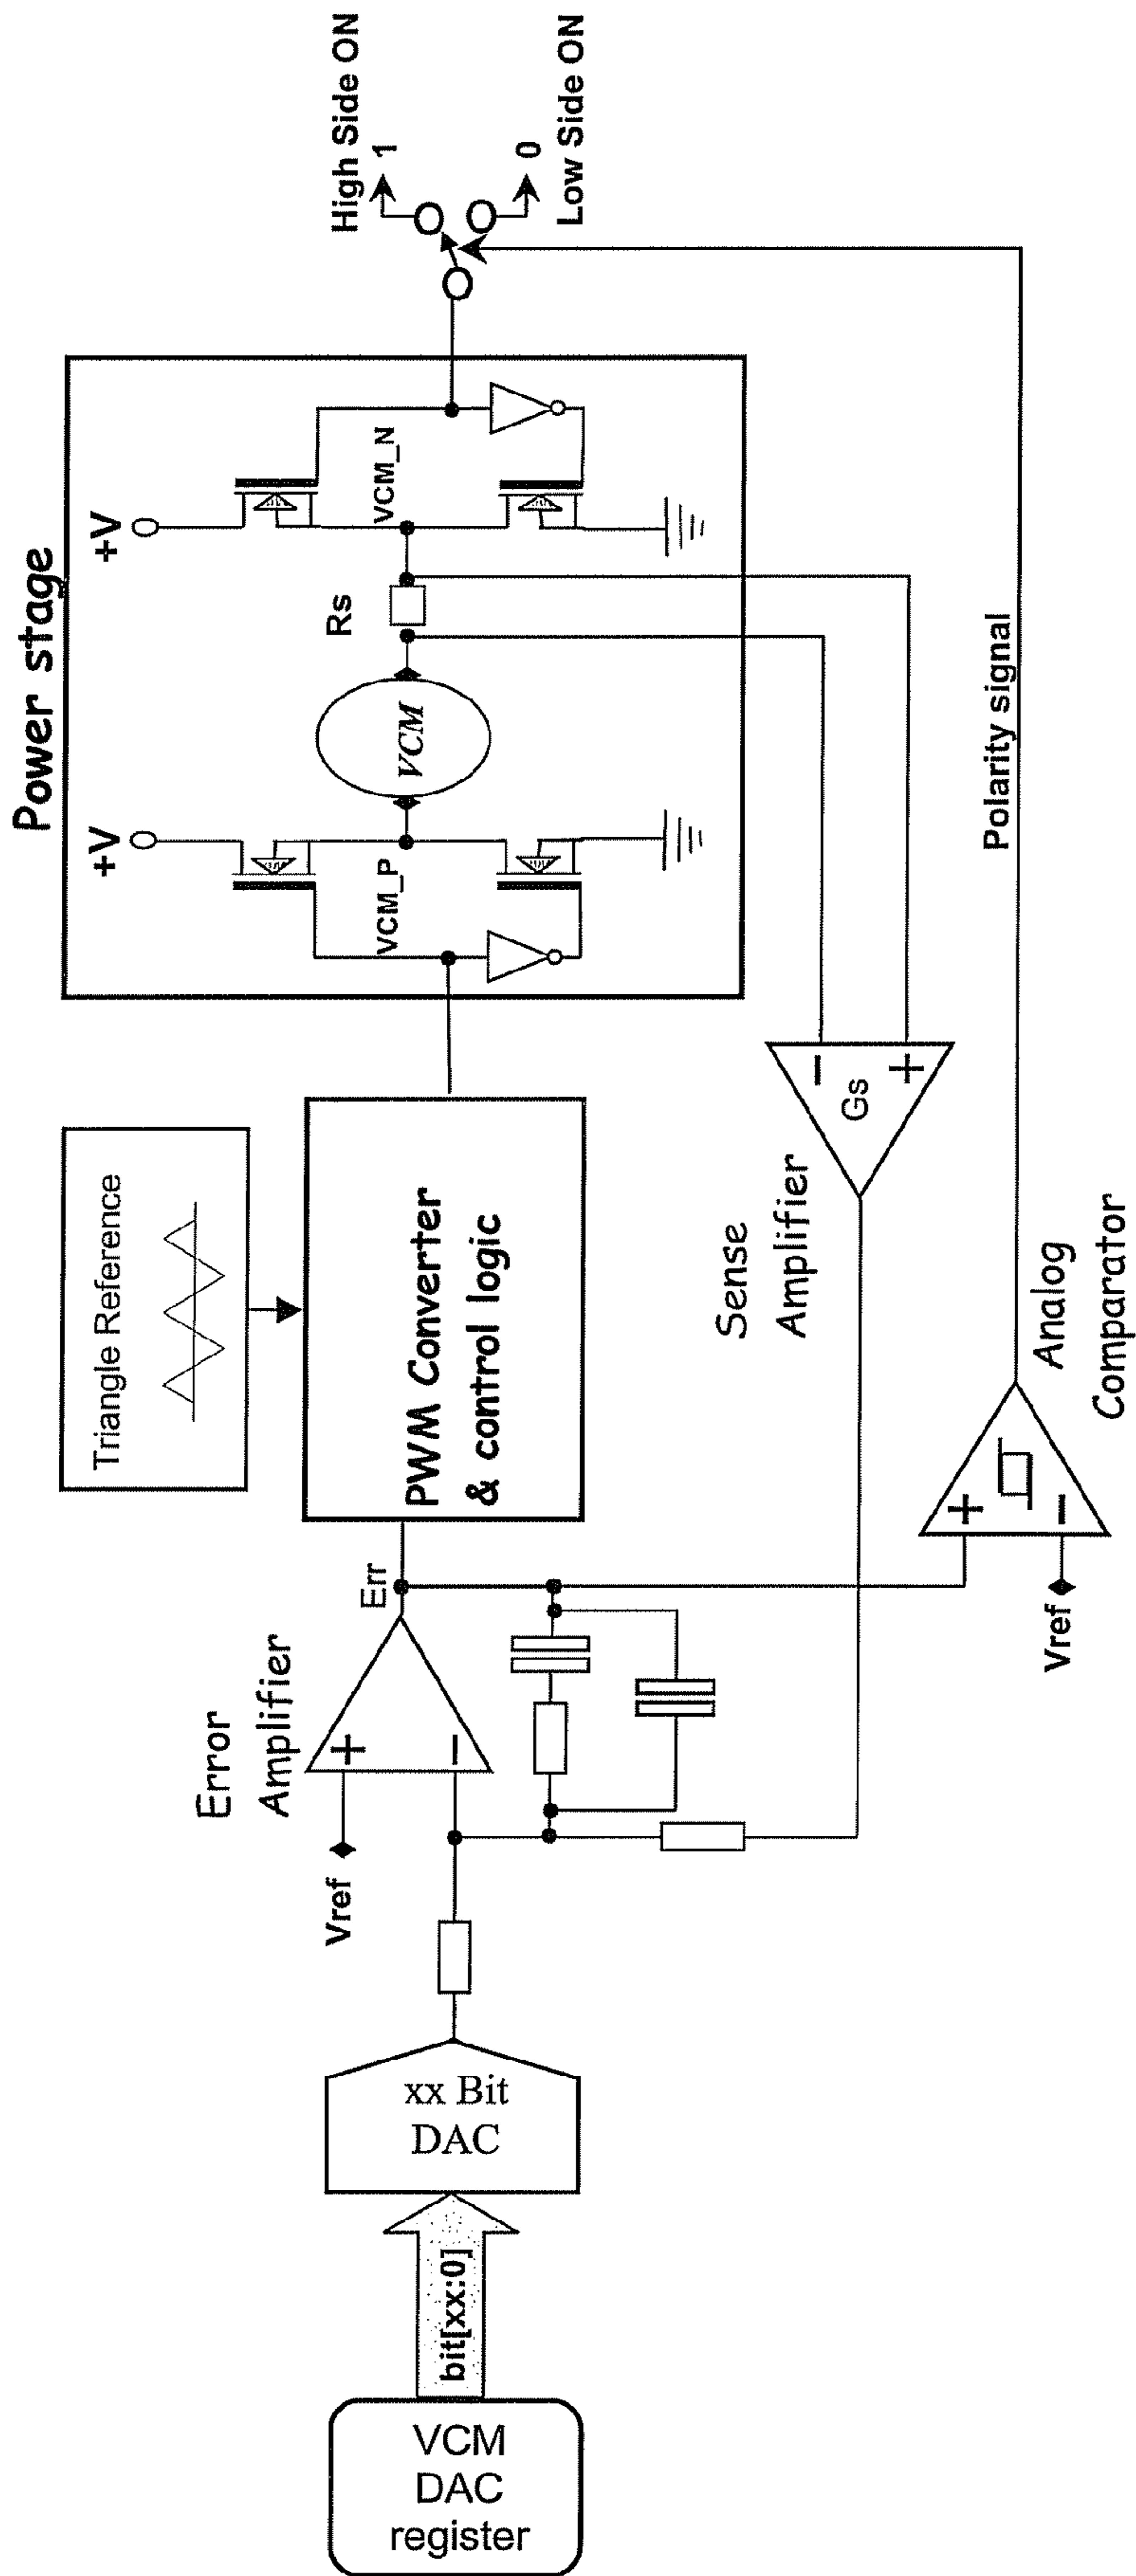 VCM
DAC
register
bit[xx:0]
xx Bit
DAC
Vref
Error
Amplifier
+
−
Err
Triangle Reference
PWM Converter
& control logic
Power stage
+V
VCM_P
VCM
Rs
+V
VCM_N
High Side ON
1
0
Low Side ON
Sense
Amplifier
−
Gs
+
Vref
+
−
Analog
Comparator
Polarity signal